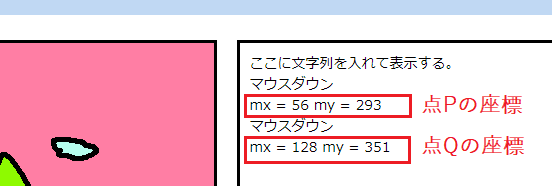 ここに文字列を入れて表示する。
マウスダウン
mx = 56 my = 293 点Pの座標
マウスダウン
mx = 128 my = 351 点Qの座標